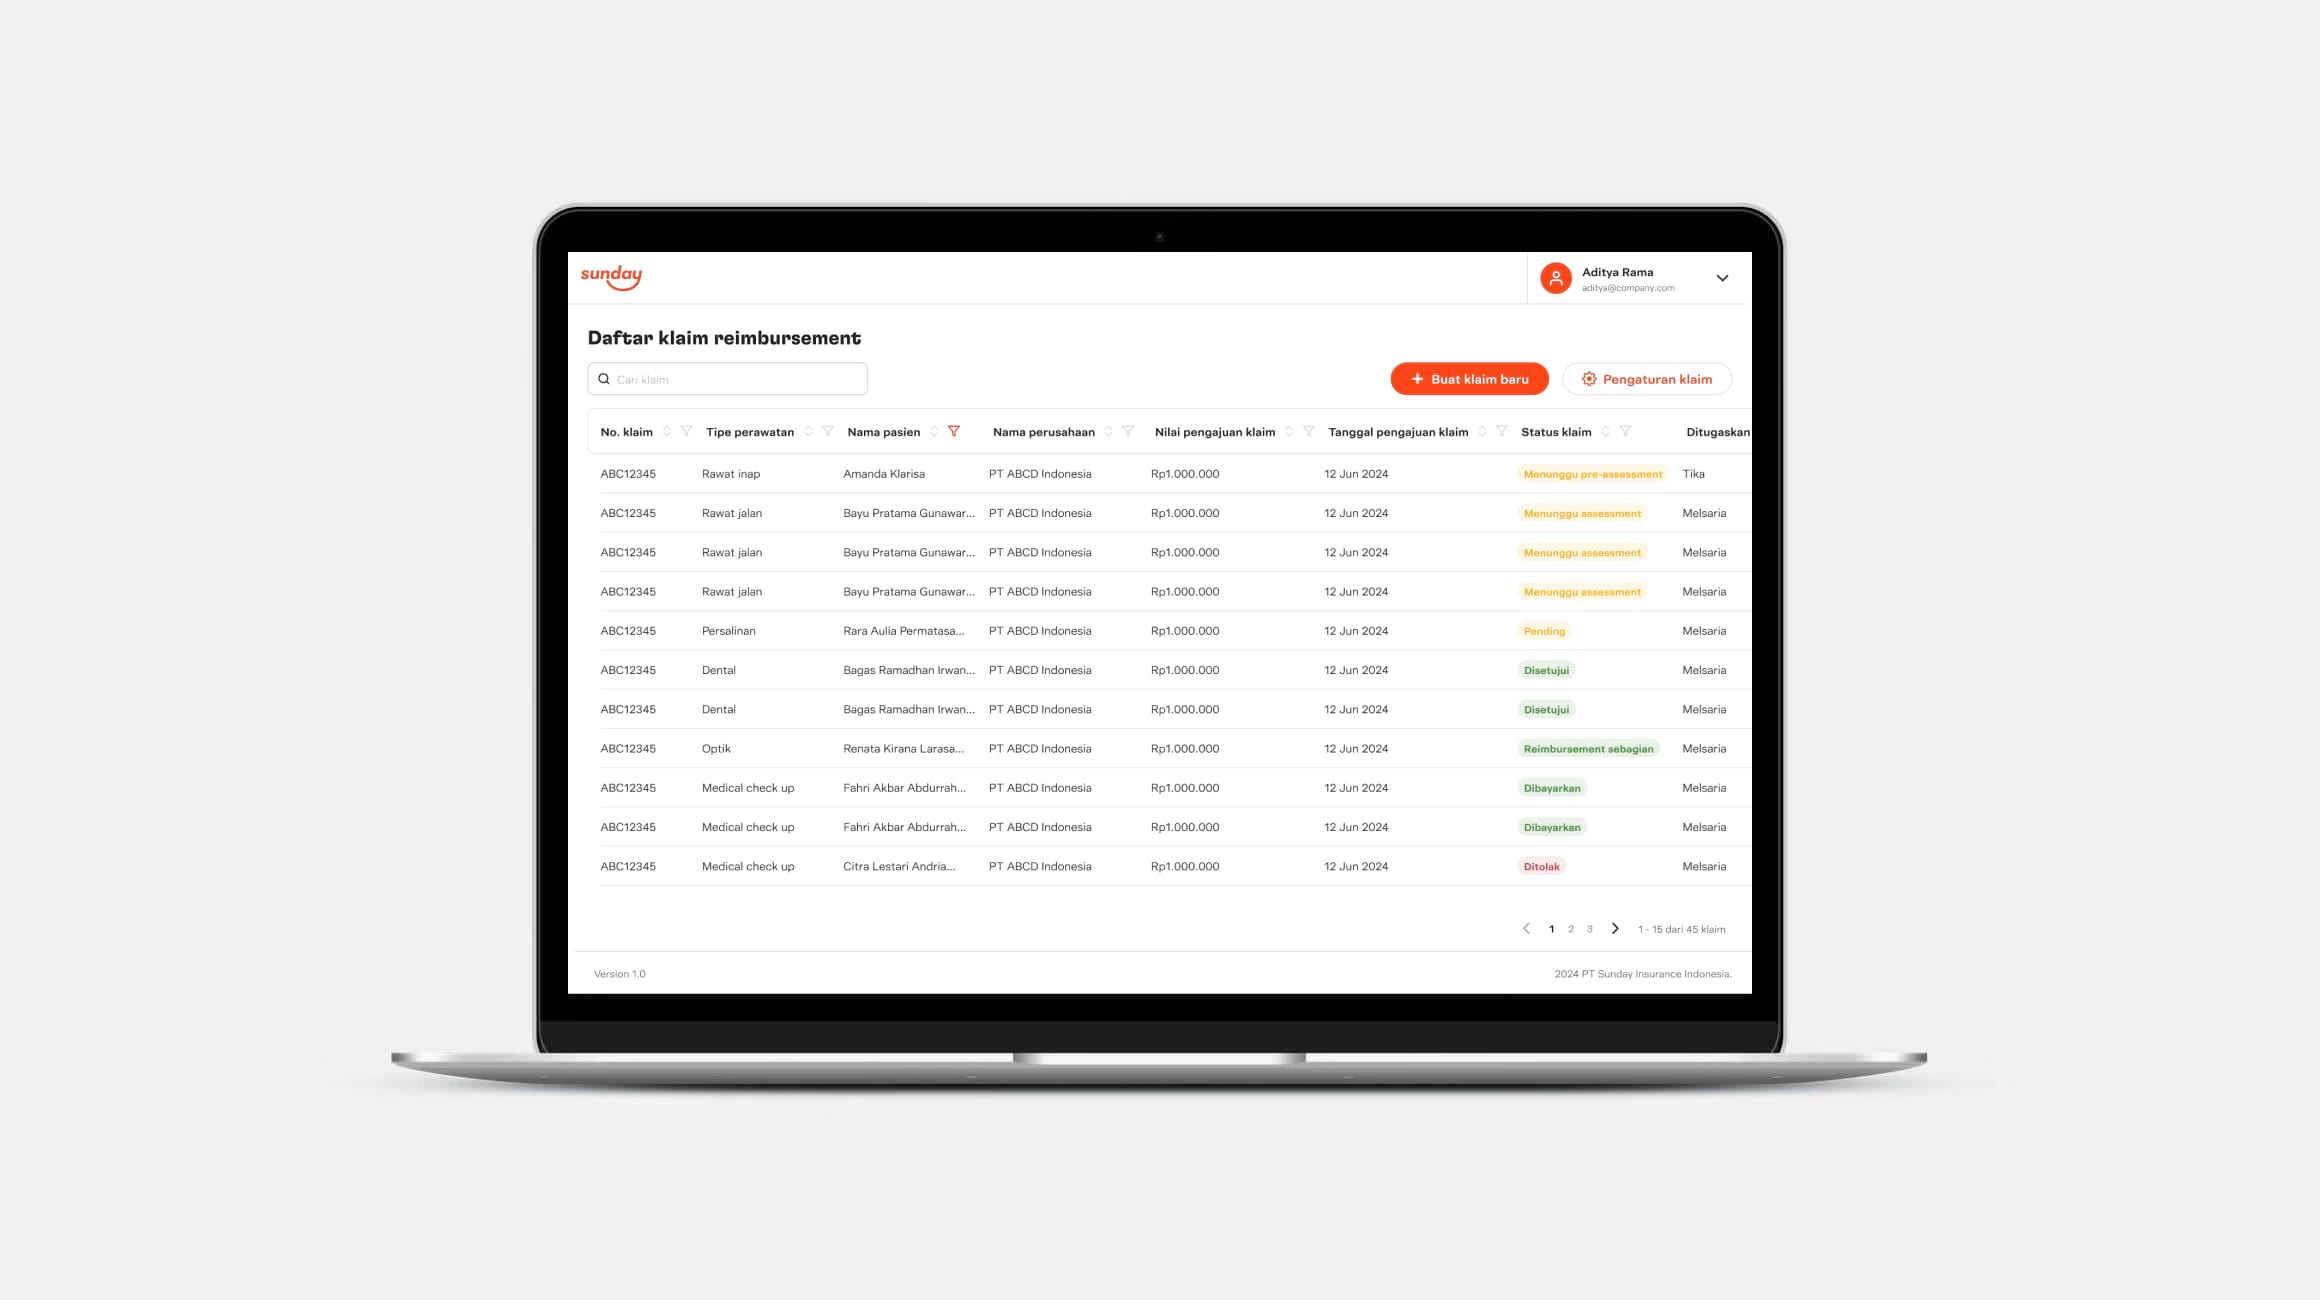 sunday
Aditya Rama
aditya@company.com
Daftar klaim reimbursement
Cari klaim
Buat klaim baru
Pengaturan klaim
No. klaim Tipe perawatan Nama pasien Nama perusahaan Nilai pengajuan klaim Tanggal pengajuan klaim Status klaim Ditugaskan
ABC12345 Rawat inap Amanda Klarisa PT ABCD Indonesia Rp1.000.000 12 Jun 2024 Menunggu pre-assessment Tika
ABC12345 Rawat jalan Bayu Pratama Gunawar... PT ABCD Indonesia Rp1.000.000 12 Jun 2024 Menunggu assessment Melsaria
ABC12345 Rawat jalan Bayu Pratama Gunawar... PT ABCD Indonesia Rp1.000.000 12 Jun 2024 Menunggu assessment Melsaria
ABC12345 Rawat jalan Bayu Pratama Gunawar... PT ABCD Indonesia Rp1.000.000 12 Jun 2024 Menunggu assessment Melsaria
ABC12345 Persalinan Rara Aulia Permatasa... PT ABCD Indonesia Rp1.000.000 12 Jun 2024 Pending Melsaria
ABC12345 Dental Bagas Ramadhan Irwan... PT ABCD Indonesia Rp1.000.000 12 Jun 2024 Disetujui Melsaria
ABC12345 Dental Bagas Ramadhan Irwan... PT ABCD Indonesia Rp1.000.000 12 Jun 2024 Disetujui Melsaria
ABC12345 Optik Renata Kirana Larasa... PT ABCD Indonesia Rp1.000.000 12 Jun 2024 Reimbursement sebagian Melsaria
ABC12345 Medical check up Fahri Akbar Abdurrah... PT ABCD Indonesia Rp1.000.000 12 Jun 2024 Dibayarkan Melsaria
ABC12345 Medical check up Fahri Akbar Abdurrah... PT ABCD Indonesia Rp1.000.000 12 Jun 2024 Dibayarkan Melsaria
ABC12345 Medical check up Citra Lestari Andria... PT ABCD Indonesia Rp1.000.000 12 Jun 2024 Ditolak Melsaria
1 2 3 1 - 15 dari 45 klaim
Version 1.0
2024 PT Sunday Insurance Indonesia.